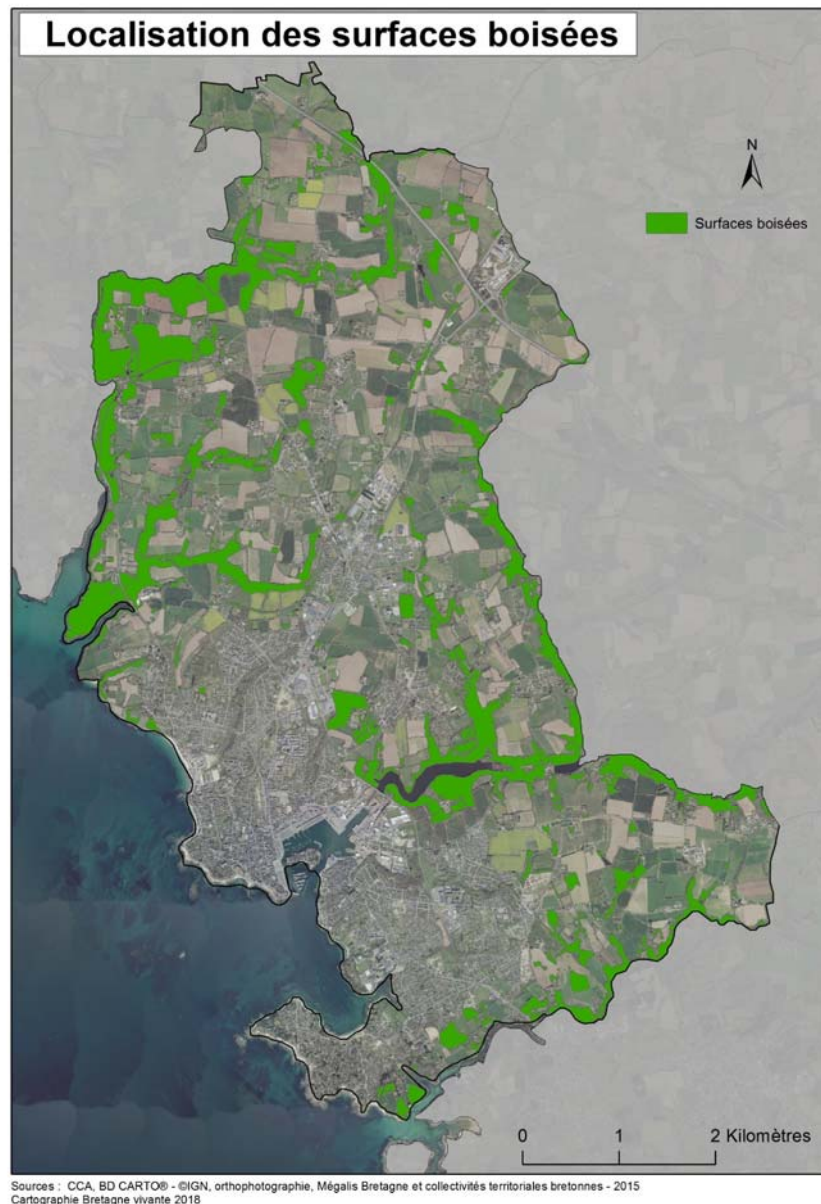 Localisation des surfaces boisées
N
Surfaces boisées
0 1 2 Kilomètres
Sources : CCA, BD CARTO® - ©IGN, orthophotographie, Mégalis Bretagne et collectivités territoriales bretonnes - 2015
Cartographie Bretagne vivante 2018